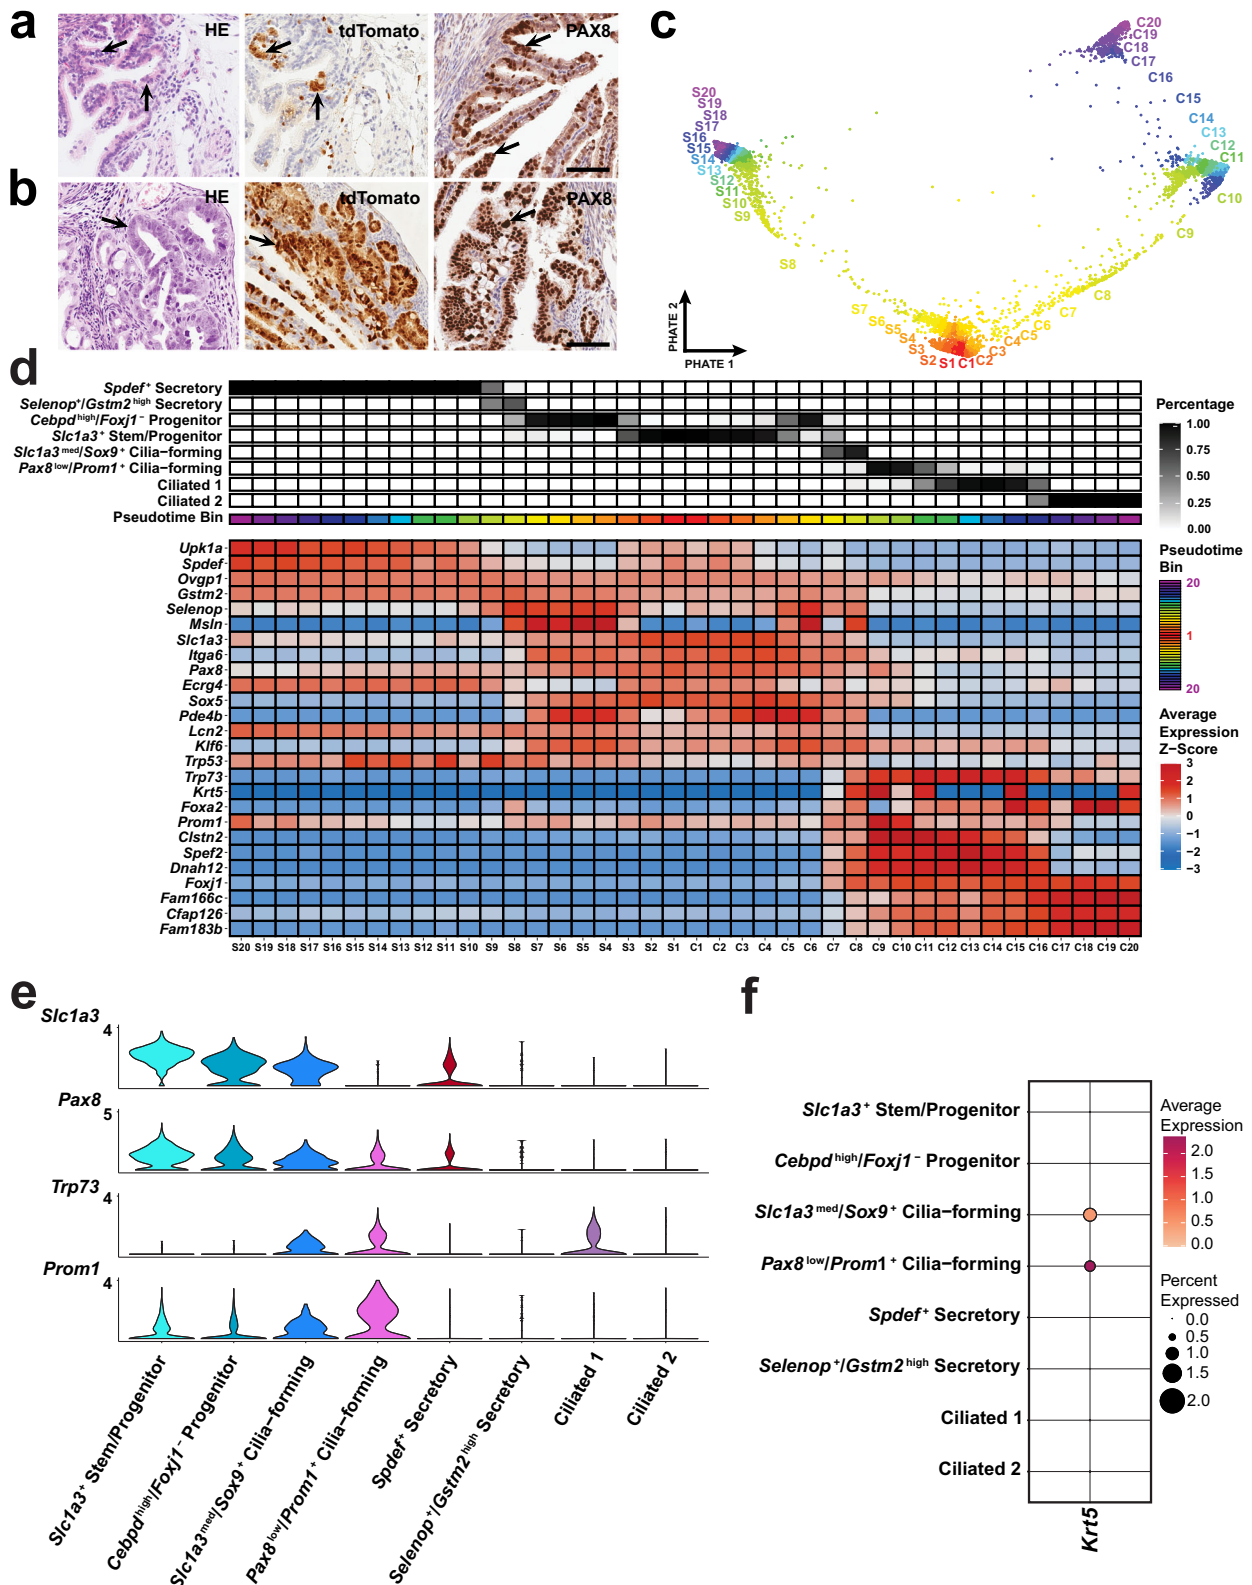 a
HE
tdTomato
PAX8
b
HE
tdTomato
PAX8
c
C20
C19
C18
C17
C16
C15
C14
C13
C12
C11
C10
C9
C8
C7
C6
C5
C4
C3
C2
C1
S1
S2
S3
S4
S5
S6
S7
S8
S9
S10
S11
S12
S13
S14
S15
S16
S17
S18
S19
S20
PHATE 2
PHATE 1
d
Spdef+ Secretory
Selenop+/Gstm2high Secretory
Cebpdhigh/Foxj1− Progenitor
Slc1a3+ Stem/Progenitor
Slc1a3med/Sox9+ Cilia−forming
Pax8low/Prom1+ Cilia−forming
Ciliated 1
Ciliated 2
Pseudotime Bin
Percentage
1.00
0.75
0.50
0.25
0.00
Upk1a
Spdef
Ovgp1
Gstm2
Selenop
Msln
Slc1a3
Itga6
Pax8
Ecrg4
Sox5
Pde4b
Lcn2
Klf6
Trp53
Trp73
Krt5
Foxa2
Prom1
Clstn2
Spef2
Dnah12
Foxj1
Fam166c
Cfap126
Fam183b
S20 S19 S18 S17 S16 S15 S14 S13 S12 S11 S10 S9 S8 S7 S6 S5 S4 S3 S2 S1 C1 C2 C3 C4 C5 C6 C7 C8 C9 C10 C11 C12 C13 C14 C15 C16 C17 C18 C19 C20
Pseudotime
Bin
20
1
20
Average
Expression
Z−Score
3
2
1
0
−1
−2
−3
e
Slc1a3
4
Pax8
5
Trp73
4
Prom1
4
Slc1a3+ Stem/Progenitor
Cebpdhigh/Foxj1− Progenitor
Slc1a3med/Sox9+ Cilia−forming
Pax8low/Prom1+ Cilia−forming
Spdef+ Secretory
Selenop+/Gstm2high Secretory
Ciliated 1
Ciliated 2
f
Slc1a3+ Stem/Progenitor
Cebpdhigh/Foxj1− Progenitor
Slc1a3med/Sox9+ Cilia−forming
Pax8low/Prom1+ Cilia−forming
Spdef+ Secretory
Selenop+/Gstm2high Secretory
Ciliated 1
Ciliated 2
Krt5
Average
Expression
2.0
1.5
1.0
0.5
0.0
Percent
Expressed
0.0
0.5
1.0
1.5
2.0